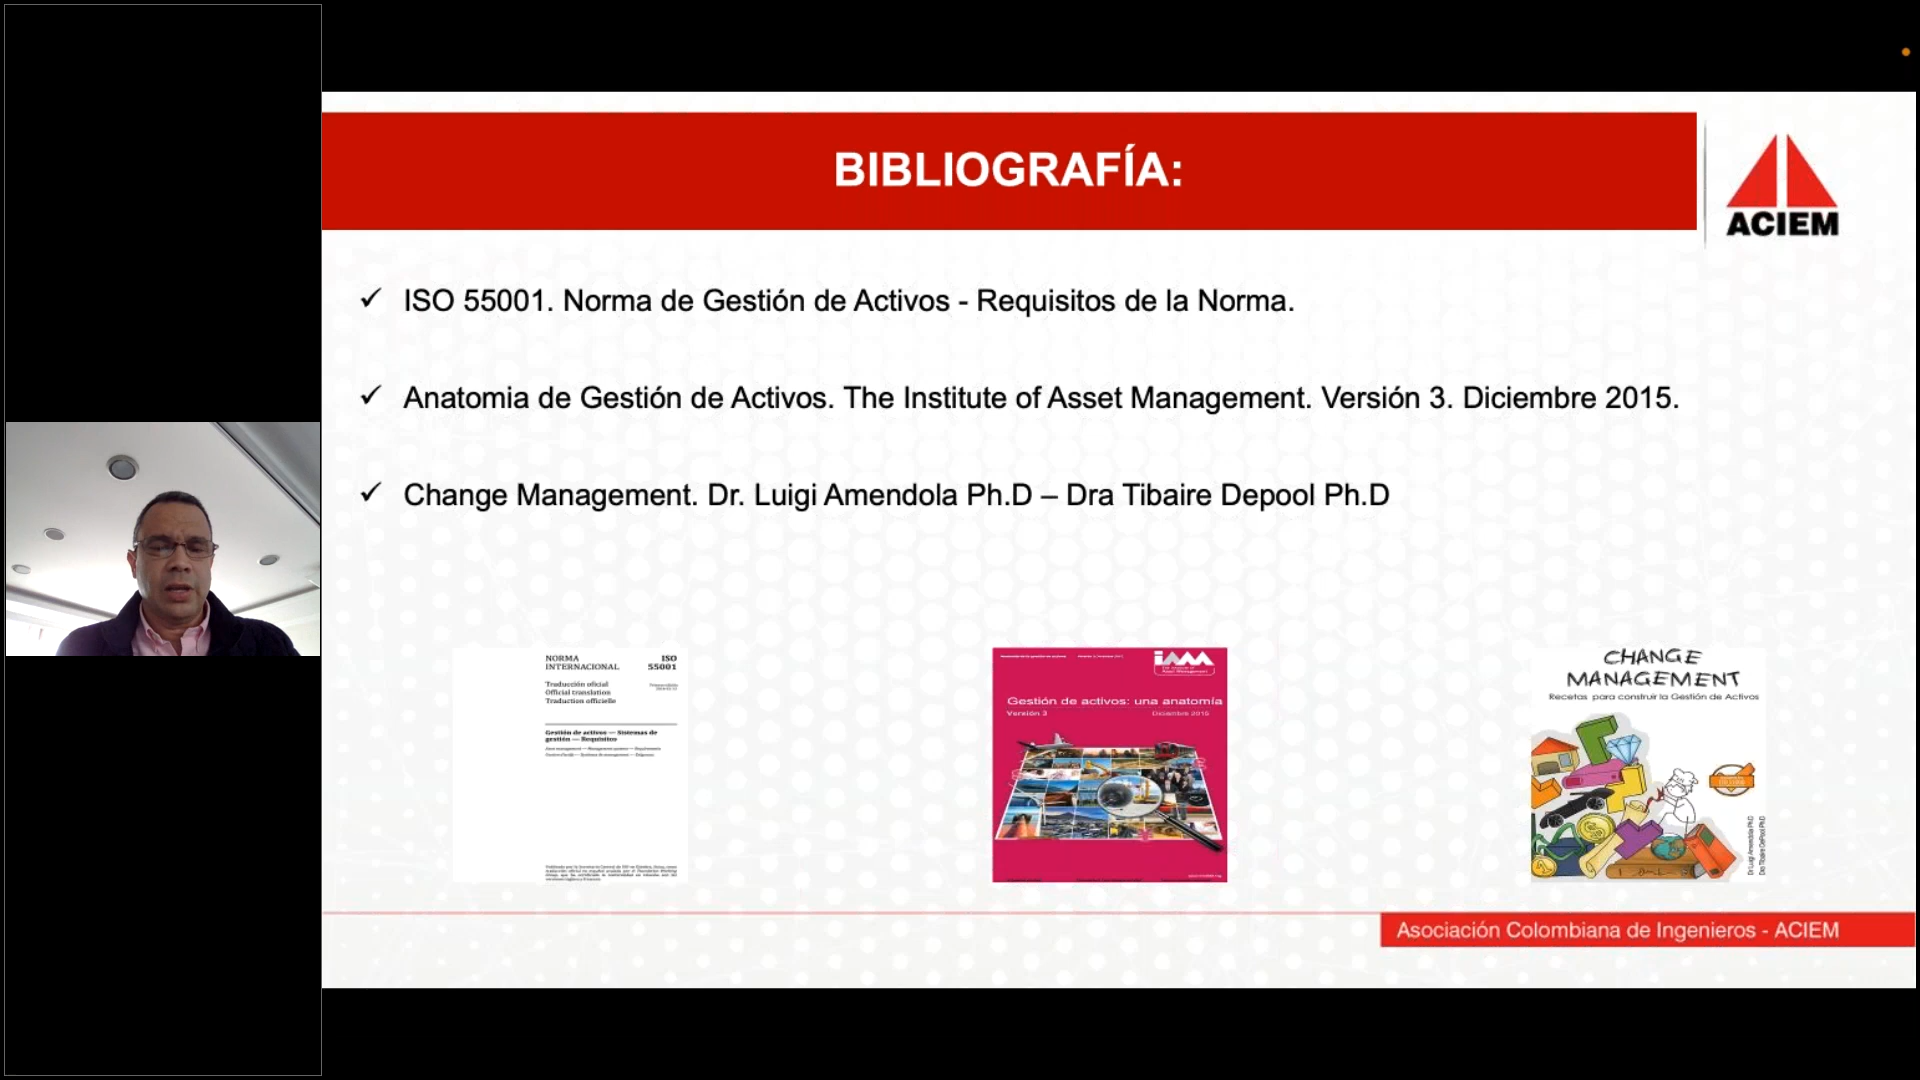 BIBLIOGRAFÍA:
ACIEM
ISO 55001. Norma de Gestión de Activos - Requisitos de la Norma.
Anatomia de Gestión de Activos. The Institute of Asset Management. Versión 3. Diciembre 2015.
Change Management. Dr. Luigi Amendola Ph.D – Dra Tibaire Depool Ph.D
NORMA
INTERNACIONAL
ISO
55001
Traducción oficial
Official translation
Traduction officielle
Gestión de activos — Sistemas de
gestión — Requisitos
Gestión de activos: una anatomía
Versión 3
Diciembre 2015
CHANGE
MANAGEMENT
Recetas para construir la Gestión de Activos
Asociación Colombiana de Ingenieros - ACIEM